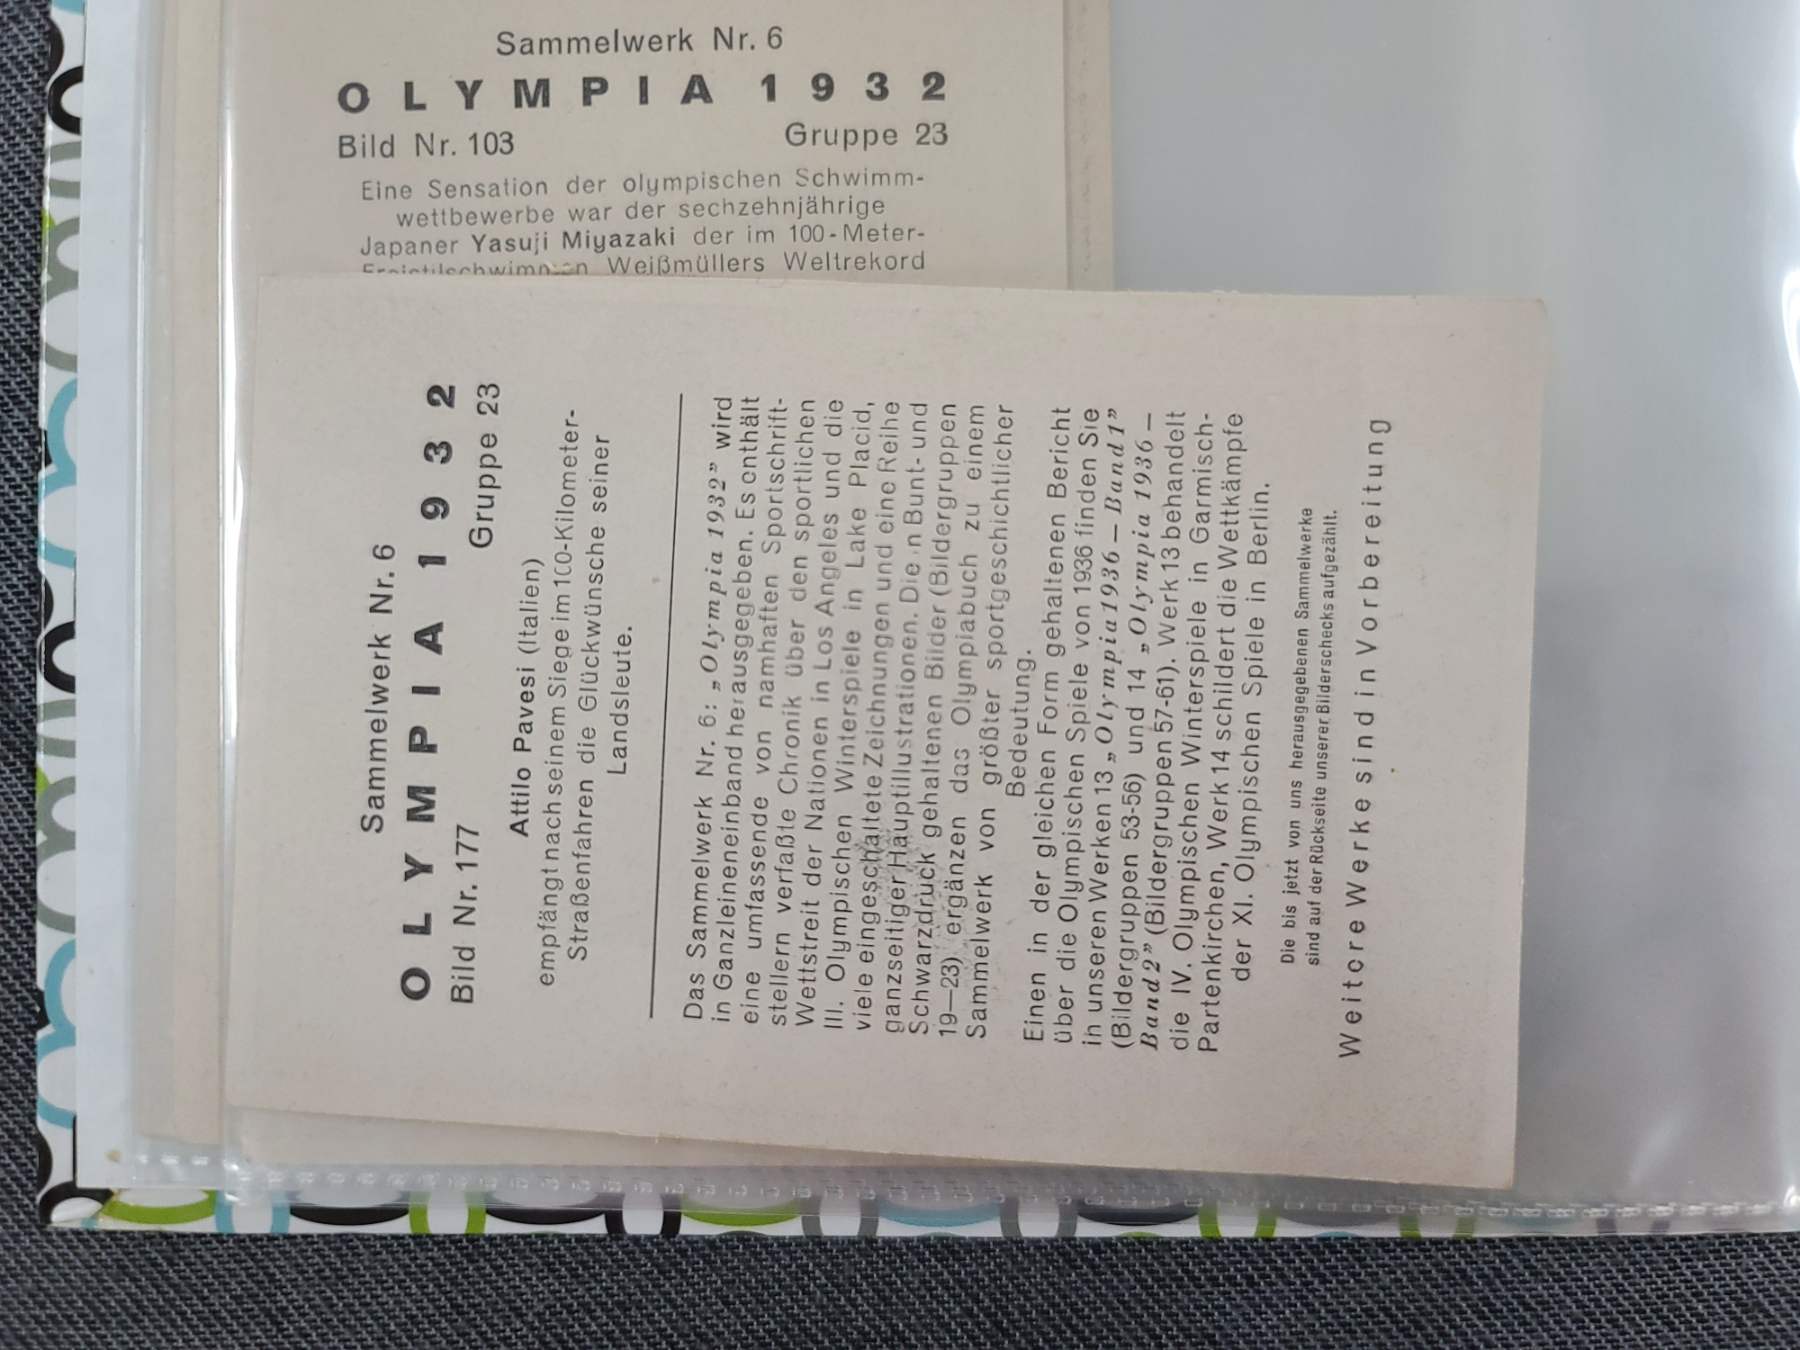 Sammelwerk Nr. 6
OLYMPIA 1932
Bild Nr. 103 Gruppe 23
Eine Sensation der olympischen Schwimm-
wettbewerbe war der sechzehnjährige
Japaner Yasuji Miyazaki der im 100-Meter-
Freistilschwimmen Weißmüllers Weltrekord
Sammelwerk Nr. 6
OLYMPIA 1932
Bild Nr. 177 Gruppe 23
Attilo Pavesi (Italien)
empfängt nach seinem Siege im 100-Kilometer-
Straßenfahren die Glückwünsche seiner
Landsleute.
Das Sammelwerk Nr. 6: „Olympia 1932” wird
in Ganzleineneinband herausgegeben. Es enthält
eine umfassende von namhaften Sportschrift-
stellern verfaßte Chronik über den sportlichen
Wettstreit der Nationen in Los Angeles und die
III. Olympischen Winterspiele in Lake Placid,
viele eingeschaltete Zeichnungen und eine Reihe
ganzseitiger Hauptillustrationen. Die in Bunt- und
Schwarzdruck gehaltenen Bilder (Bildergruppen
19—23) ergänzen das Olympiabuch zu einem
Sammelwerk von größter sportgeschichtlicher
Bedeutung.
Einen in der gleichen Form gehaltenen Bericht
über die Olympischen Spiele von 1936 finden Sie
in unseren Werken 13 „Olympia 1936 — Band 1”
(Bildergruppen 53-56) und 14 „Olympia 1936 —
Band 2” (Bildergruppen 57-61). Werk 13 behandelt
die IV. Olympischen Winterspiele in Garmisch-
Partenkirchen, Werk 14 schildert die Wettkämpfe
der XI. Olympischen Spiele in Berlin.
Die bis jetzt von uns herausgegebenen Sammelwerke
sind auf der Rückseite unserer Bilderschecks aufgezählt.
Weitere Werke sind in Vorbereitung